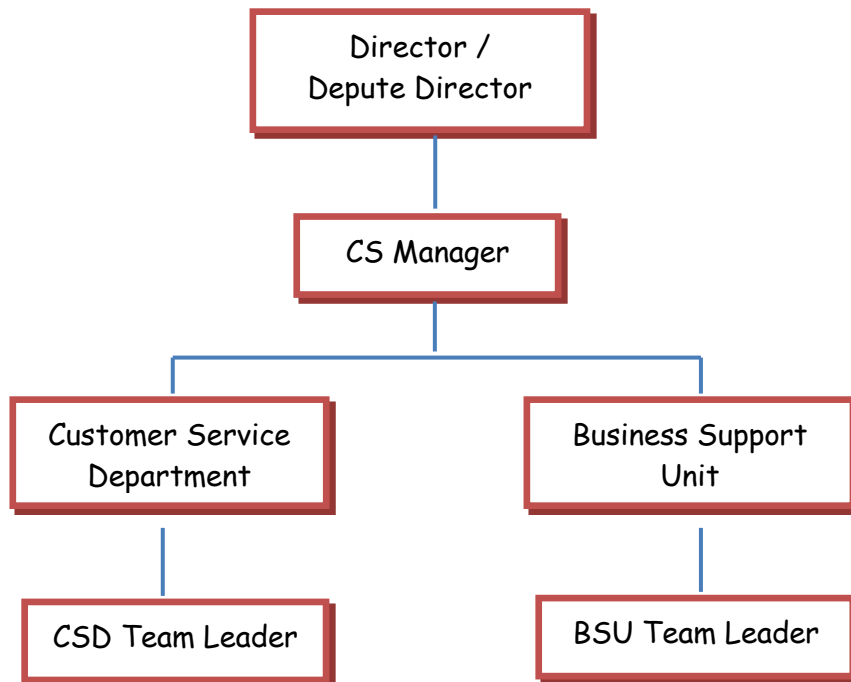 Director /
Depute Director
CS Manager
Customer Service
Department
Business Support
Unit
CSD Team Leader
BSU Team Leader